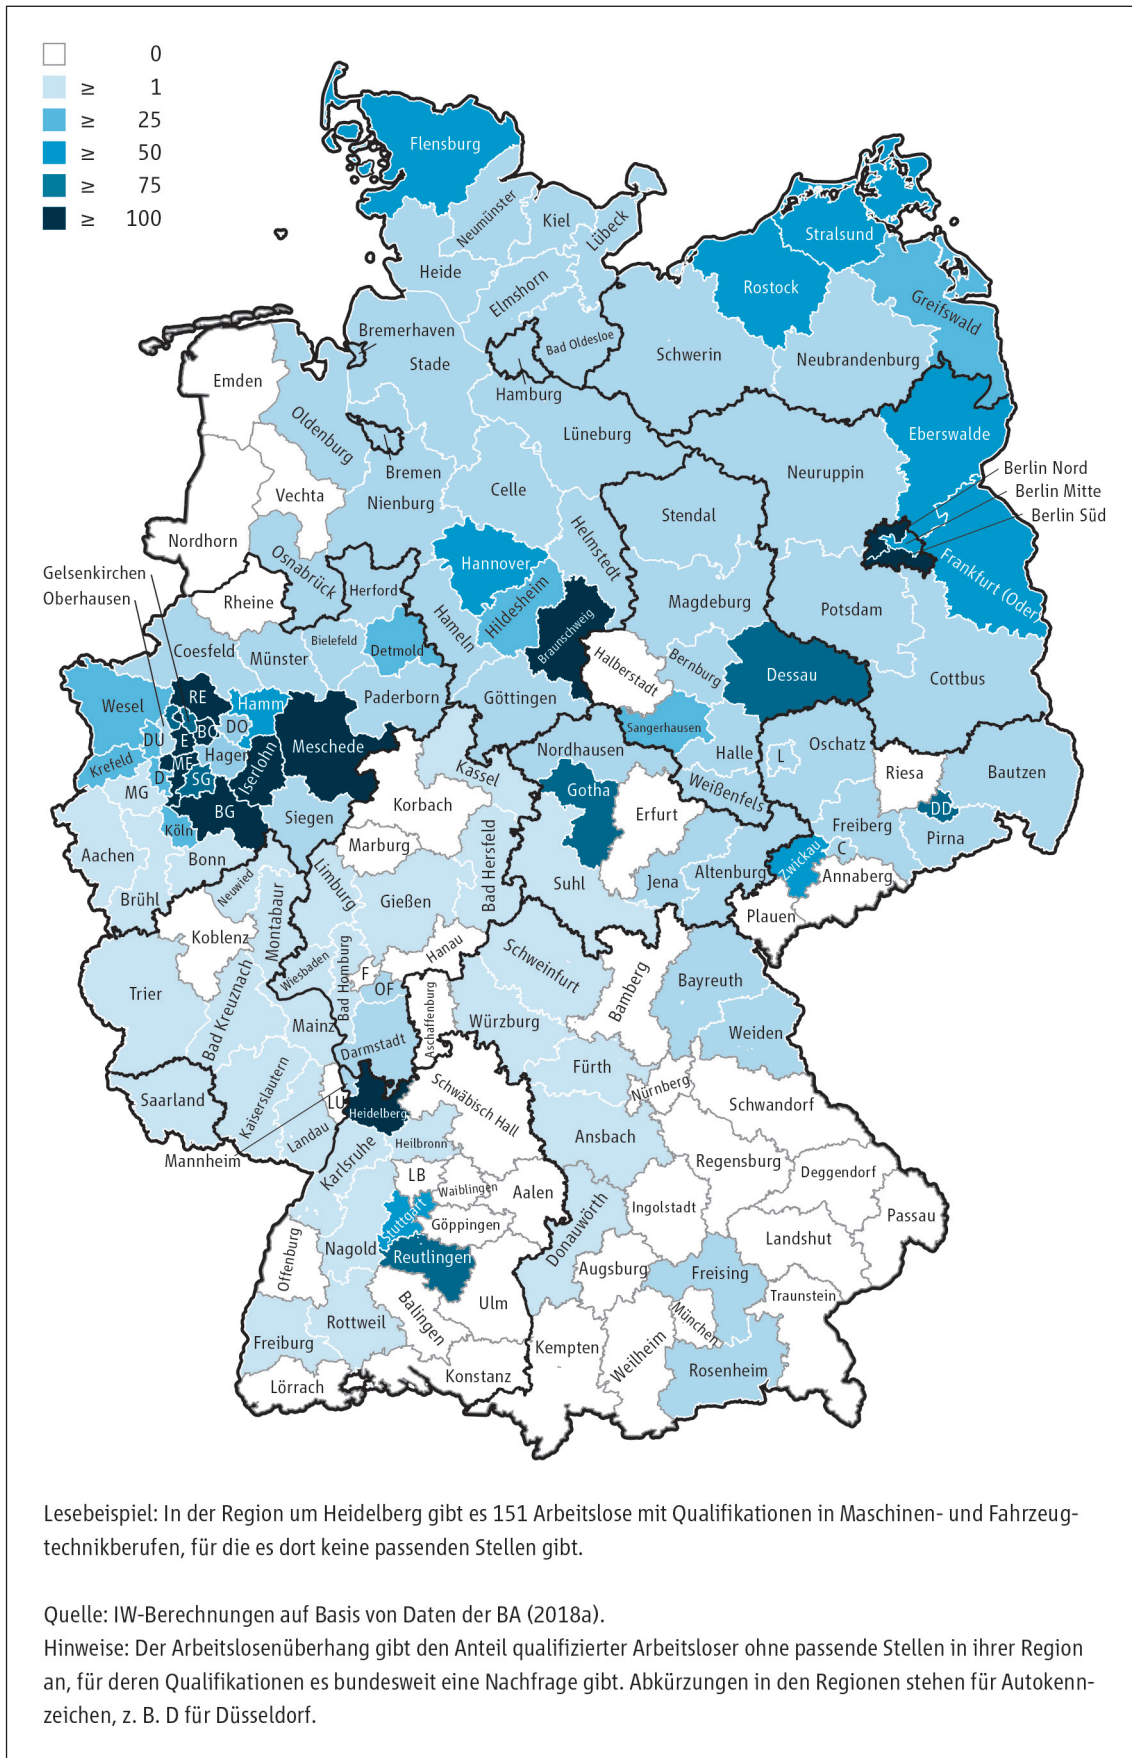 0
≥ 1
≥ 25
≥ 50
≥ 75
≥ 100
Flensburg
Neumünster
Kiel
Lübeck
Stralsund
Heide
Elmshorn
Rostock
Greifswald
Bremerhaven
Stade
Bad Oldesloe
Schwerin
Neubrandenburg
Emden
Hamburg
Oldenburg
Lüneburg
Eberswalde
Bremen
Neuruppin
Berlin Nord
Vechta
Nienburg
Celle
Berlin Mitte
Stendal
Berlin Süd
Nordhorn
Helmstedt
Osnabrück
Hannover
Frankfurt (Oder)
Gelsenkirchen
Oberhausen
Rheine
Herford
Hildesheim
Magdeburg
Potsdam
Hameln
Braunschweig
Coesfeld
Münster
Bielefeld
Detmold
Halberstadt
Bernburg
Dessau
Cottbus
Wesel
RE
Hamm
Paderborn
Göttingen
DU
E
BO
DO
Meschede
Sangerhausen
Krefeld
ME
Hagen
Iserlohn
Nordhausen
Halle
L
Oschatz
D
SG
Kassel
Weißenfels
Riesa
Bautzen
MG
BG
Siegen
Korbach
Gotha
Erfurt
DD
Köln
Marburg
Freiberg
Pirna
Aachen
Bonn
Limburg
Bad Hersfeld
Suhl
Jena
Altenburg
Zwickau
C
Annaberg
Brühl
Neuwied
Montabaur
Gießen
Plauen
Koblenz
Hanau
Schweinfurt
Wiesbaden
Bad Homburg
F
OF
Bamberg
Bayreuth
Trier
Bad Kreuznach
Mainz
Aschaffenburg
Würzburg
Weiden
Darmstadt
Fürth
Saarland
Kaiserslautern
LU
Heidelberg
Schwäbisch Hall
Nürnberg
Schwandorf
Landau
Mannheim
Karlsruhe
Heilbronn
Ansbach
Regensburg
Deggendorf
LB
Waiblingen
Aalen
Ingolstadt
Passau
Stuttgart
Göppingen
Donauwörth
Landshut
Offenburg
Nagold
Reutlingen
Augsburg
Freising
Ulm
Traunstein
Freiburg
Rottweil
Balingen
Kempten
Weilheim
München
Rosenheim
Lörrach
Konstanz
Lesebeispiel: In der Region um Heidelberg gibt es 151 Arbeitslose mit Qualifikationen in Maschinen- und Fahrzeug-
technikberufen, für die es dort keine passenden Stellen gibt.
Quelle: IW-Berechnungen auf Basis von Daten der BA (2018a).
Hinweise: Der Arbeitslosenüberhang gibt den Anteil qualifizierter Arbeitsloser ohne passende Stellen in ihrer Region
an, für deren Qualifikationen es bundesweit eine Nachfrage gibt. Abkürzungen in den Regionen stehen für Autokenn-
zeichen, z. B. D für Düsseldorf.